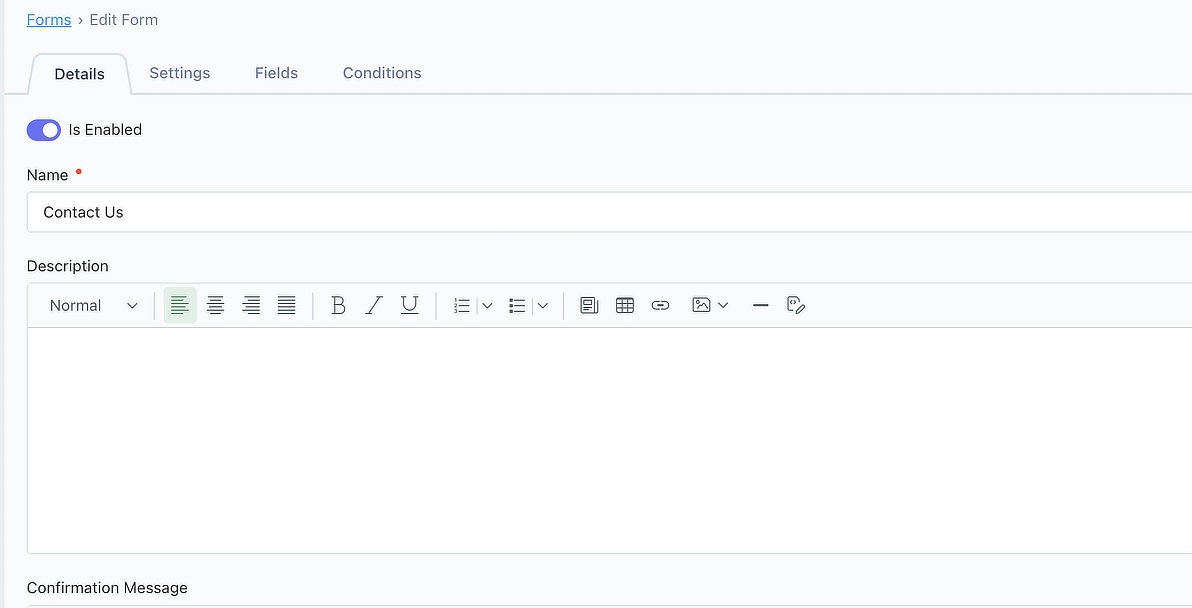 Forms › Edit Form
Details Settings Fields Conditions
Is Enabled
Name
Contact Us
Description
Normal B I U
Confirmation Message